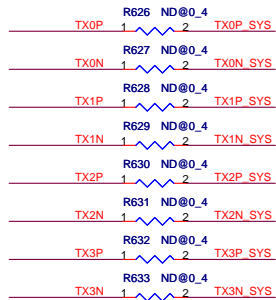 R626 ND@0_4
TX0P 1 2 TX0P_SYS
R627 ND@0_4
TX0N 1 2 TX0N_SYS
R628 ND@0_4
TX1P 1 2 TX1P_SYS
R629 ND@0_4
TX1N 1 2 TX1N_SYS
R630 ND@0_4
TX2P 1 2 TX2P_SYS
R631 ND@0_4
TX2N 1 2 TX2N_SYS
R632 ND@0_4
TX3P 1 2 TX3P_SYS
R633 ND@0_4
TX3N 1 2 TX3N_SYS